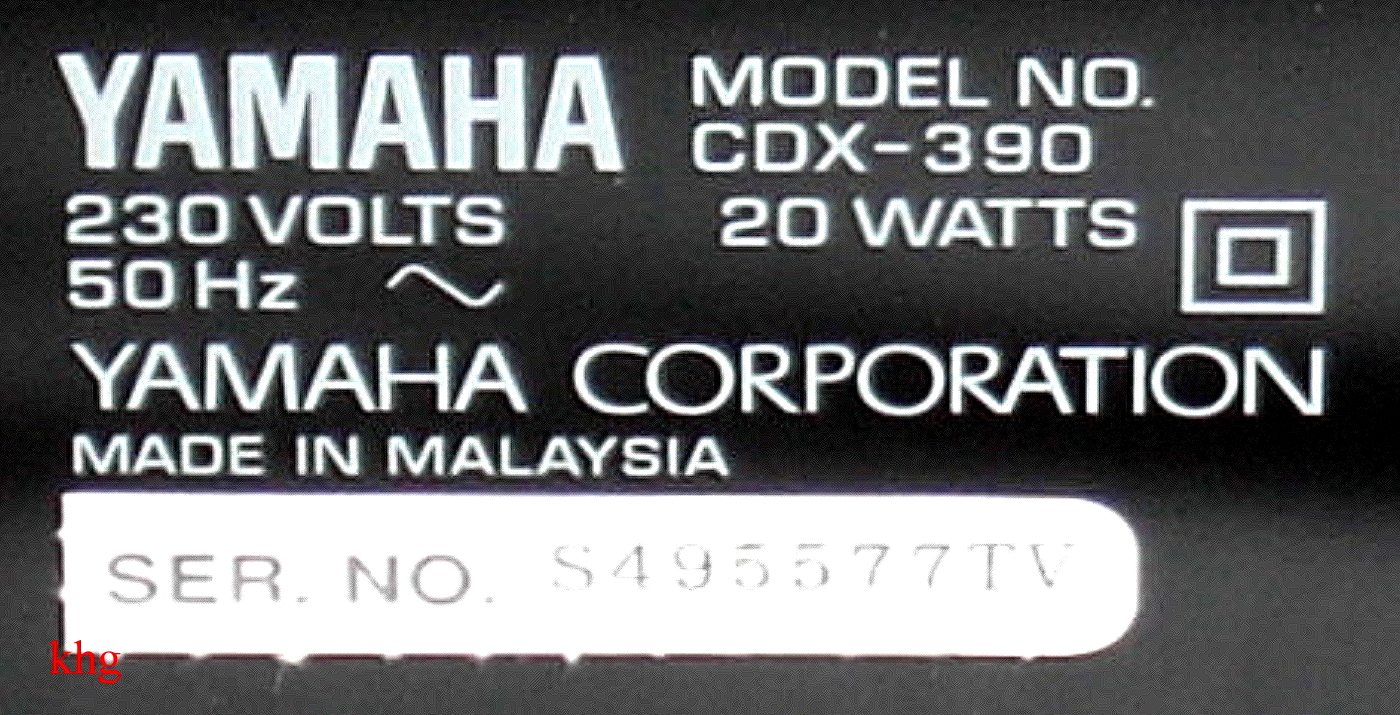 YAMAHA
MODEL NO.
CDX-390
230 VOLTS
20 WATTS
50 Hz
YAMAHA CORPORATION
MADE IN MALAYSIA
SER. NO. S495577TV
khg